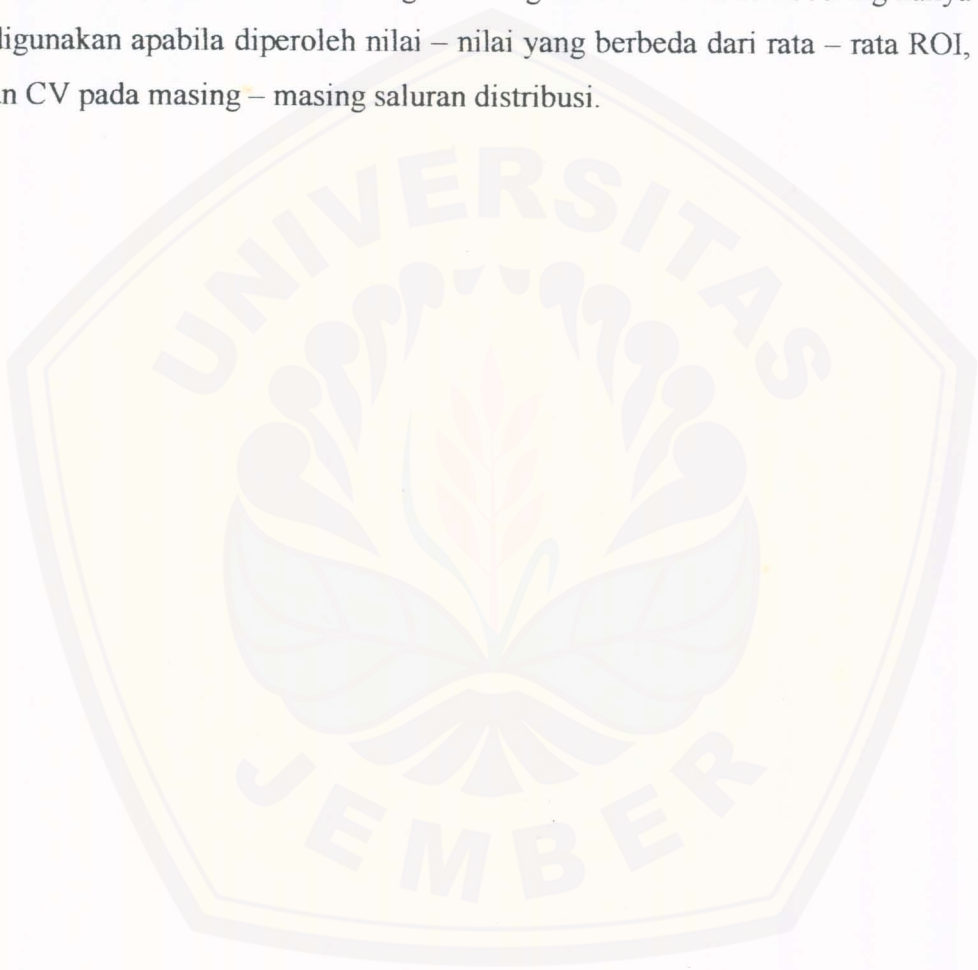 digunakan apabila diperoleh nilai – nilai yang berbeda dari rata – rata ROI,
n CV pada masing – masing saluran distribusi.
UNIVERSITAS
JEMBER